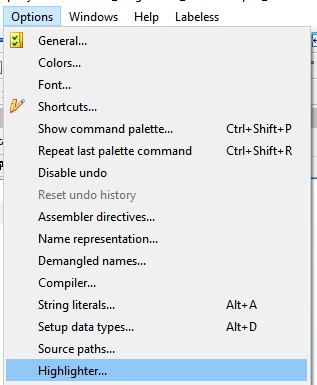 Options Windows Help Labeless
General...
Colors...
Font...
Shortcuts...
Show command palette... Ctrl+Shift+P
Repeat last palette command Ctrl+Shift+R
Disable undo
Reset undo history
Assembler directives...
Name representation...
Demangled names...
Compiler...
String literals... Alt+A
Setup data types... Alt+D
Source paths...
Highlighter...